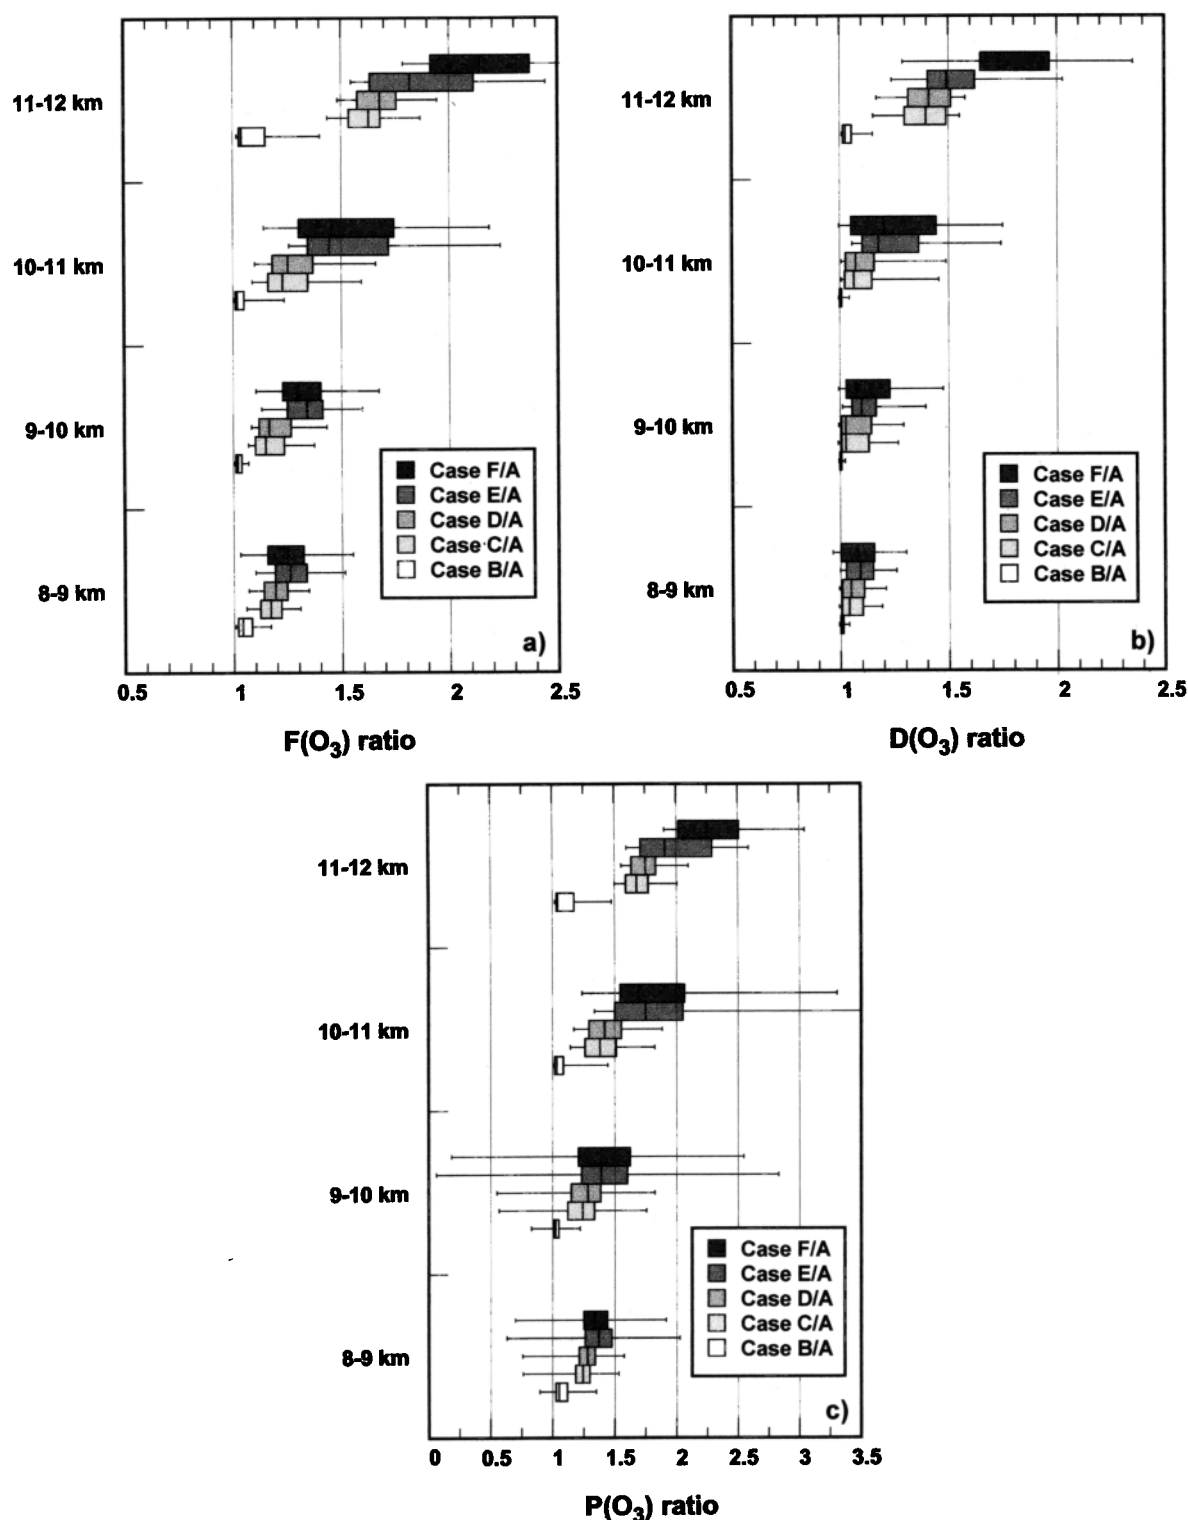 11-12 km
10-11 km
9-10 km
8-9 km
Case F/A
Case E/A
Case D/A
Case C/A
Case B/A
a)
0.5 1 1.5 2 2.5
F(O3) ratio
11-12 km
10-11 km
9-10 km
8-9 km
Case F/A
Case E/A
Case D/A
Case C/A
Case B/A
b)
0.5 1 1.5 2 2.5
D(O3) ratio
11-12 km
10-11 km
9-10 km
8-9 km
Case F/A
Case E/A
Case D/A
Case C/A
Case B/A
c)
0 0.5 1 1.5 2 2.5 3 3.5
P(O3) ratio